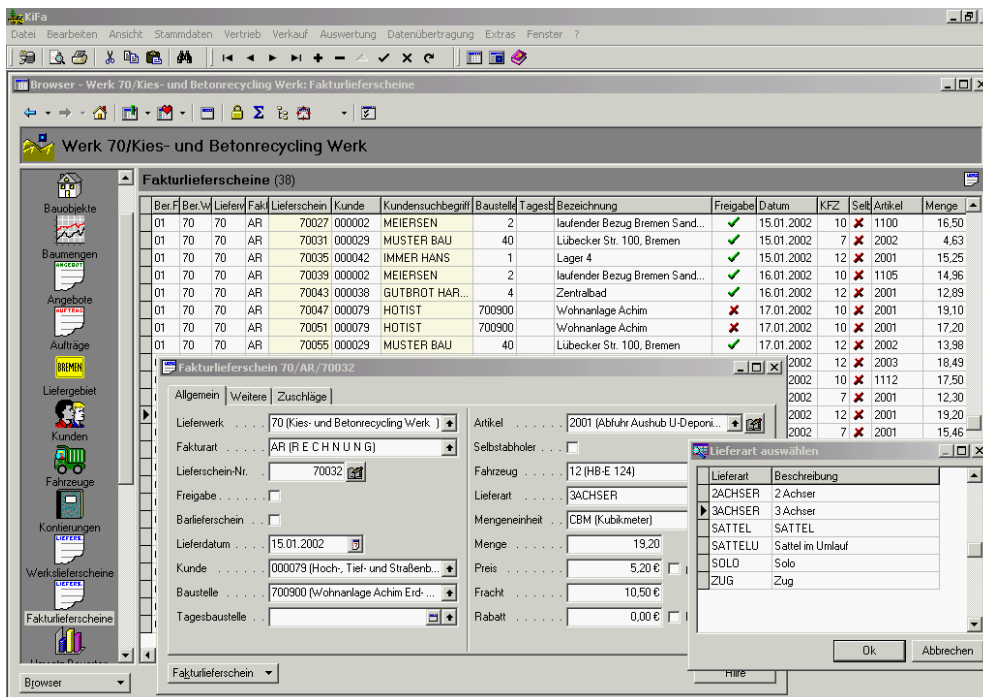 KiFa
Datei Bearbeiten Ansicht Stammdaten Vertrieb Verkauf Auswertung Datenübertragung Extras Fenster ?
Browser - Werk 70/Kies- und Betonrecycling Werk: Fakturlieferscheine
Werk 70/Kies- und Betonrecycling Werk
Fakturlieferscheine (38)
Bauobjekte
Baumengen
ANGEBOT
Angebote
AUFTRAG
Aufträge
BREMEN
Liefergebiet
Kunden
Fahrzeuge
Kontierungen
LIEFERS.
Werkslieferscheine
LIEFERS.
Fakturlieferscheine
Browser
Ber.F Ber.W Lieferw Fakt Lieferschein Kunde Kundensuchbegriff Baustelle Tagest Bezeichnung Freigabe Datum KFZ Selb Artikel Menge
01 70 70 AR 70027 000002 MEIERSEN 2 laufender Bezug Bremen Sand... 15.01.2002 10 1100 16,50
01 70 70 AR 70031 000029 MUSTER BAU 40 Lübecker Str. 100, Bremen 15.01.2002 7 2002 4,63
01 70 70 AR 70035 000042 IMMER HANS 1 Lager 4 15.01.2002 12 2001 15,25
01 70 70 AR 70039 000002 MEIERSEN 2 laufender Bezug Bremen Sand... 16.01.2002 10 1105 14,96
01 70 70 AR 70043 000038 GUTBROT HAR... 4 Zentralbad 16.01.2002 12 2001 12,89
01 70 70 AR 70047 000079 HOTIST 700900 Wohnanlage Achim 17.01.2002 10 2001 19,10
01 70 70 AR 70051 000079 HOTIST 700900 Wohnanlage Achim 17.01.2002 7 2001 17,20
01 70 70 AR 70055 000029 MUSTER BAU 40 Lübecker Str. 100, Bremen 17.01.2002 12 2002 13,98
2002 12 2003 18,49
2002 10 1112 17,50
2002 7 2001 12,30
2002 12 2001 19,20
2002 7 2001 15,46
Fakturlieferschein 70/AR/70032
Allgemein Weitere Zuschläge
Lieferwerk . . . . 70 (Kies- und Betonrecycling Werk )
Fakturart . . . . AR (R E C H N U N G)
Lieferschein-Nr. . 70032
Freigabe . . . . . .
Barlieferschein . .
Lieferdatum . . . . 15.01.2002
Kunde . . . . . . 000079 (Hoch-, Tief- und Straßenb...
Baustelle . . . . 700900 (Wohnanlage Achim Erd- ...
Tagesbaustelle . .
Artikel . . . . . . 2001 (Abfuhr Aushub U-Deponi...
Selbstabholer . . .
Fahrzeug . . . . . 12 (HB-E 124)
Lieferart . . . . . 3ACHSER
Mengeneinheit . . CBM (Kubikmeter)
Menge . . . . . . 19,20
Preis . . . . . . . 5,20 €
Fracht . . . . . . 10,50 €
Rabatt . . . . . . 0,00 €
Fakturlieferschein
Hilfe
Lieferart auswählen
Lieferart Beschreibung
2ACHSER 2 Achser
3ACHSER 3 Achser
SATTEL SATTEL
SATTELU Sattel im Umlauf
SOLO Solo
ZUG Zug
Ok Abbrechen